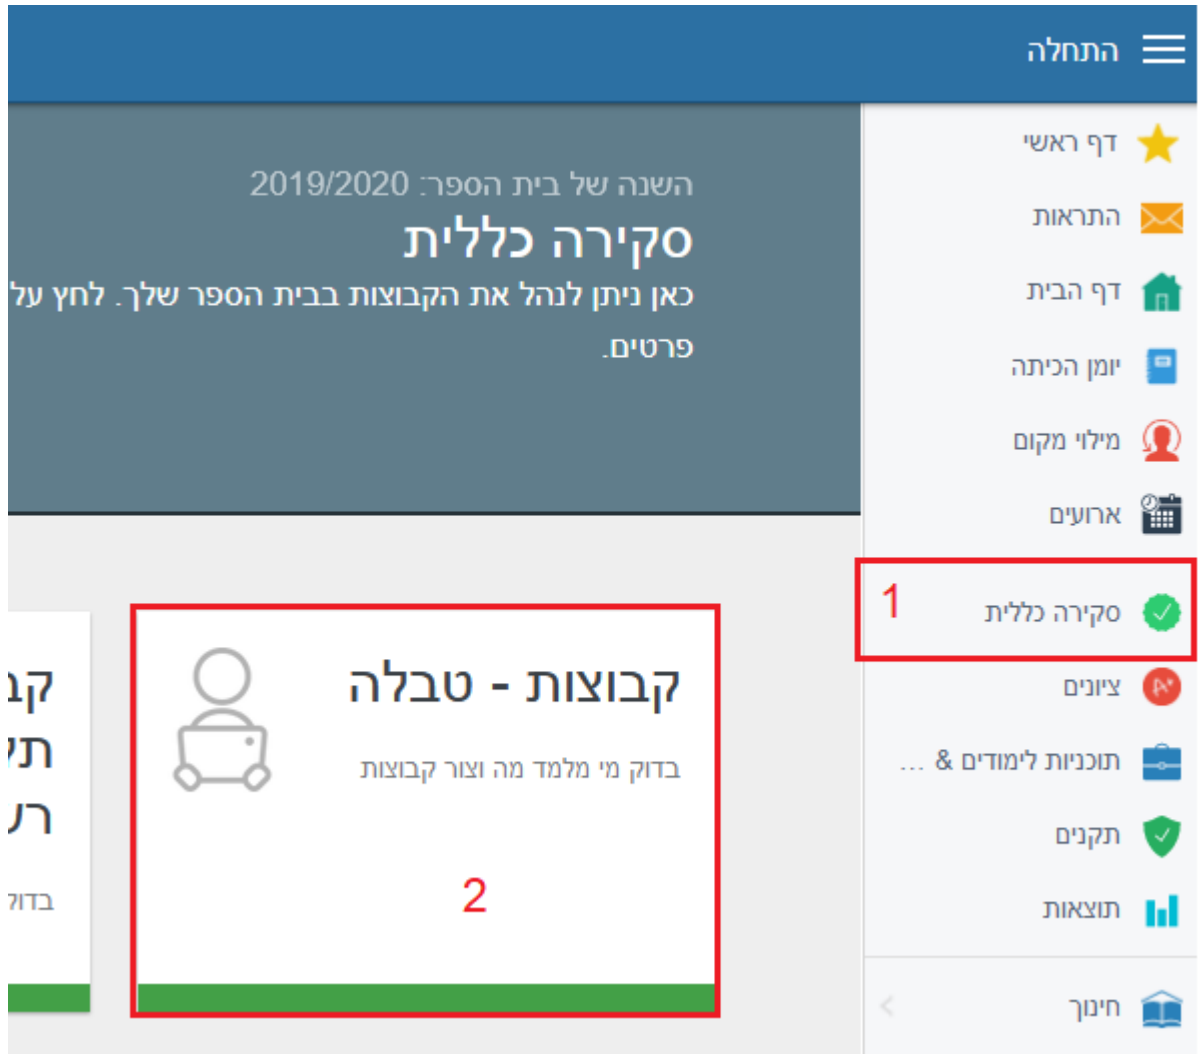 התחלה
דף ראשי
התראות
דף הבית
יומן הכיתה
מילוי מקום
ארועים
סקירה כללית
1
ציונים
תוכניות לימודים & ...
תקנים
תוצאות
חינוך
השנה של בית הספר: 2019/2020
סקירה כללית
כאן ניתן לנהל את הקבוצות בבית הספר שלך. לחץ על
פרטים.
קבוצות - טבלה
בדוק מי מלמד מה וצור קבוצות
2